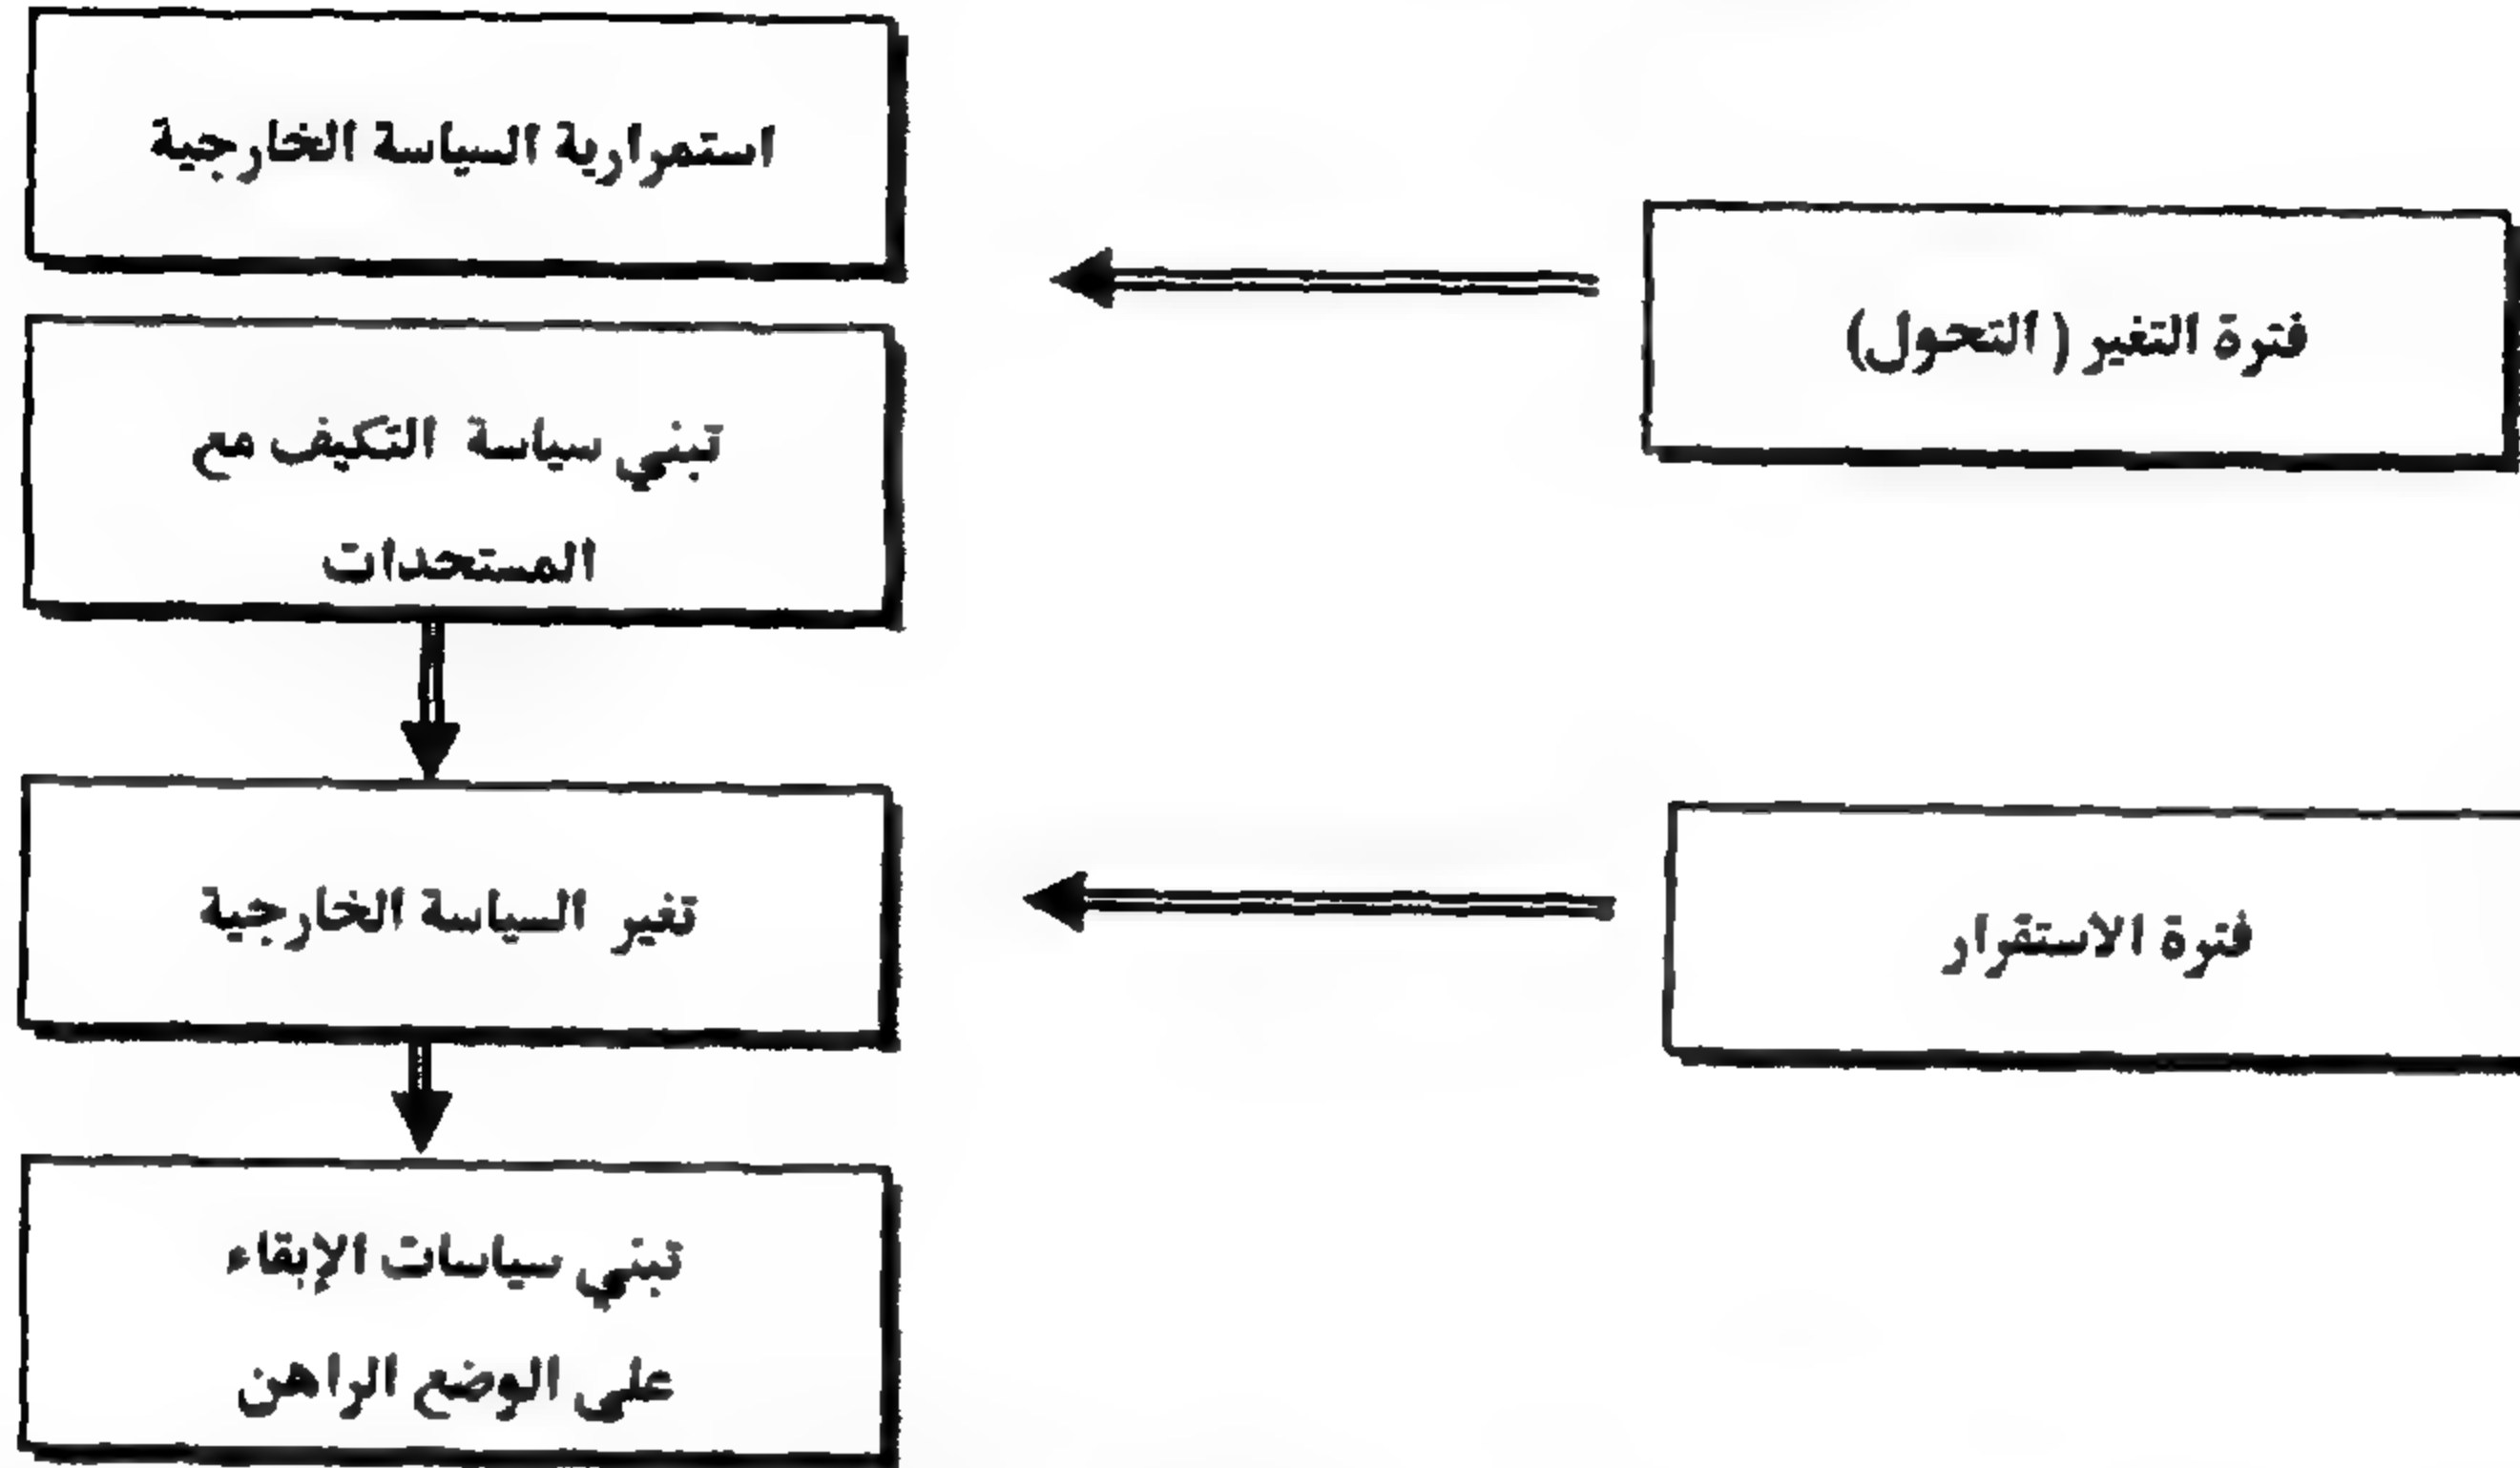 استمرارية السياسة الخارجية
فترة التغير (التحول)
تبني سياسة التكيف مع
المستجدات
تغير السياسة الخارجية
فترة الاستقرار
تبني سياسات الإبقاء
على الوضع الراهن